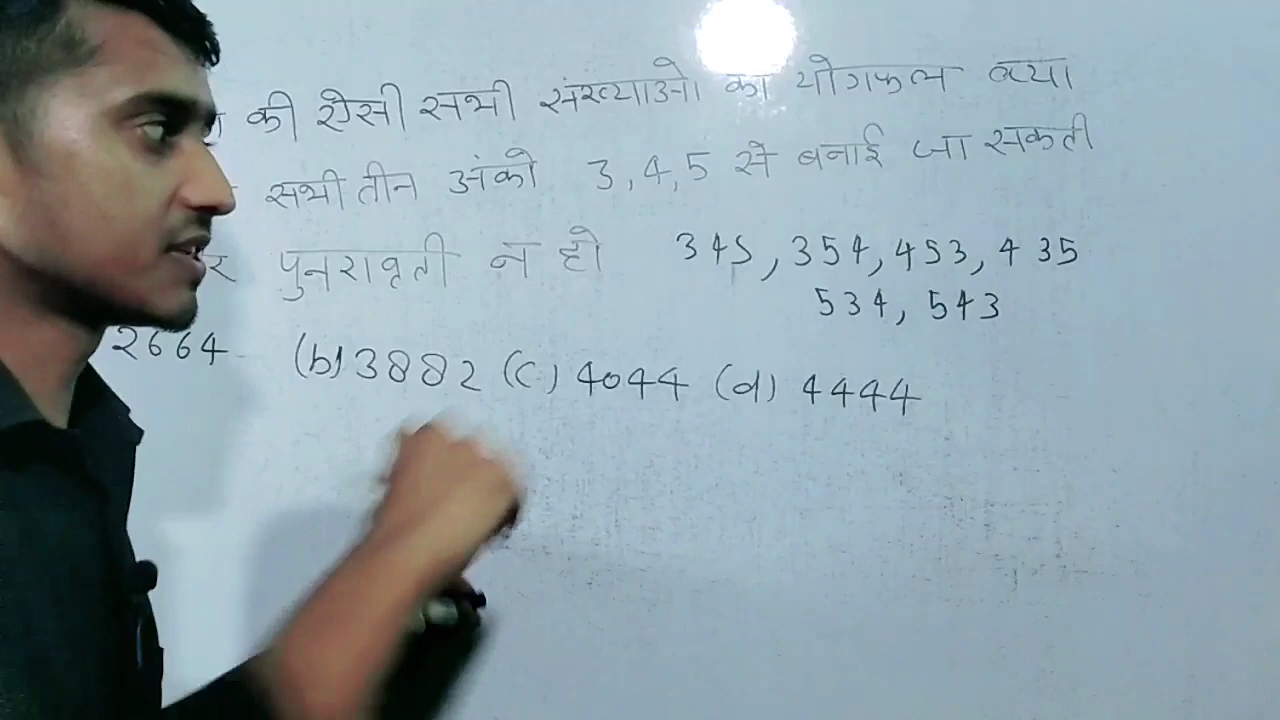 की ऐसी सभी संख्याओ का योगफल क्या
सभी तीन अंको 3,4,5 से बनाई जा सकती
पुनरावृती न हो 345, 354, 453, 435
534, 543
2664 (b) 3882 (c) 4044 (d) 4444